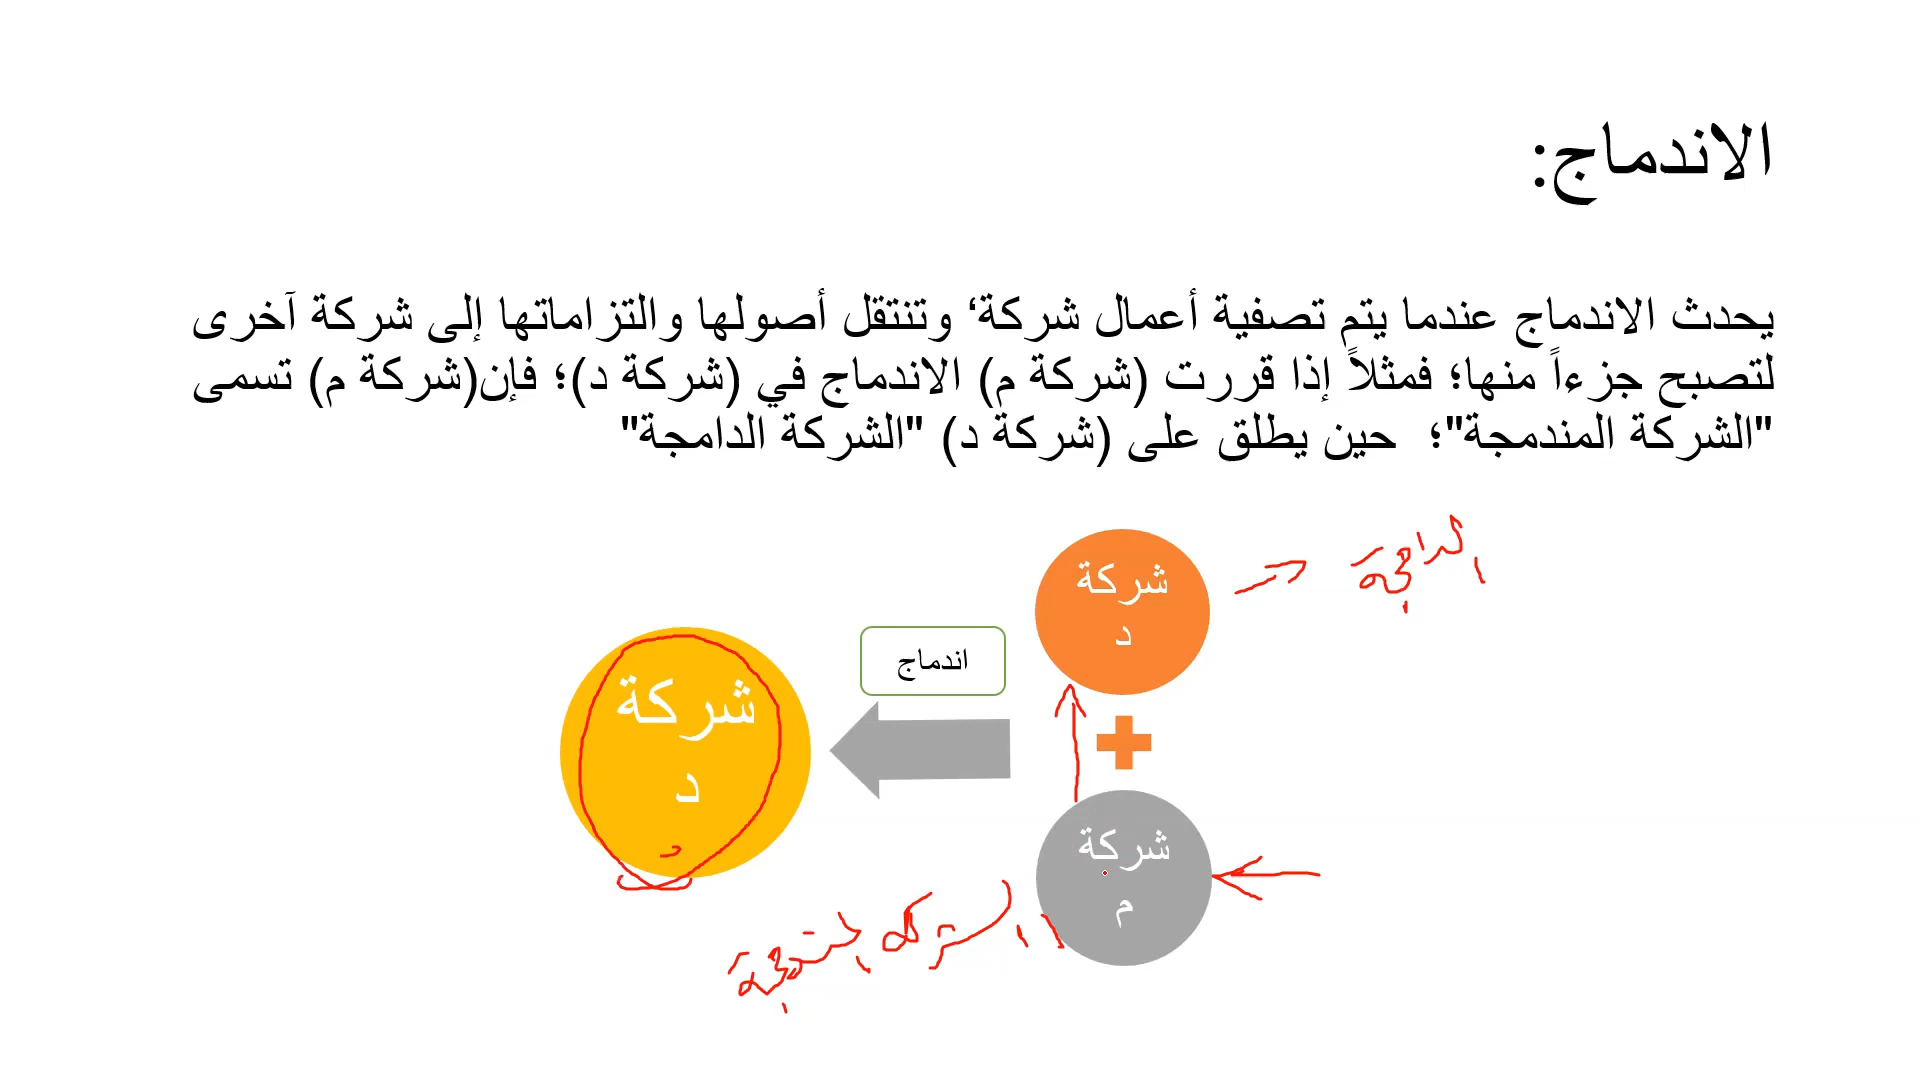 الاندماج:
يحدث الاندماج عندما يتم تصفية أعمال شركة‘ وتنتقل أصولها والتزاماتها إلى شركة آخرى
لتصبح جزءاً منها؛ فمثلاً إذا قررت (شركة م) الاندماج في (شركة د)؛ فإن(شركة م) تسمى
"الشركة المندمجة"؛ حين يطلق على (شركة د) "الشركة الدامجة"
شركة
د
الدامجة
اندماج
شركة
د
د
شركة
م
الشركة المندمجة